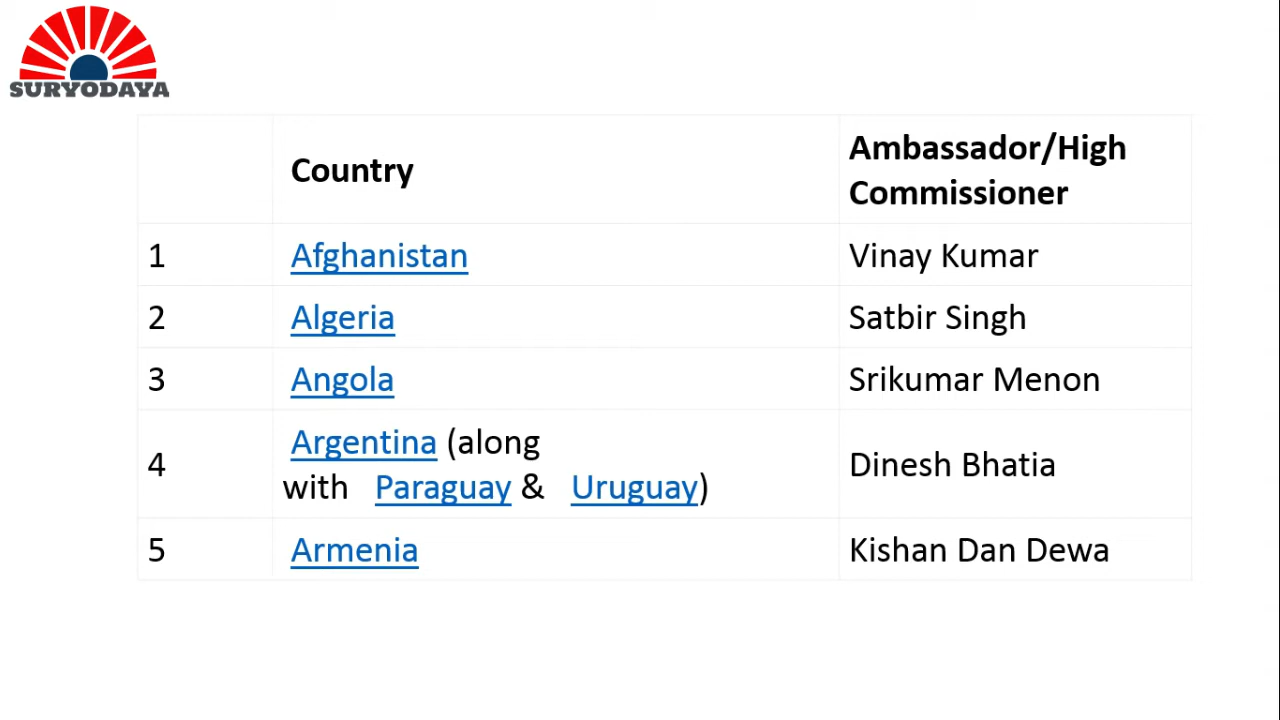 SURYODAYA
Country
Ambassador/High
Commissioner
1 Afghanistan Vinay Kumar
2 Algeria Satbir Singh
3 Angola Srikumar Menon
4 Argentina (along
with Paraguay & Uruguay) Dinesh Bhatia
5 Armenia Kishan Dan Dewa